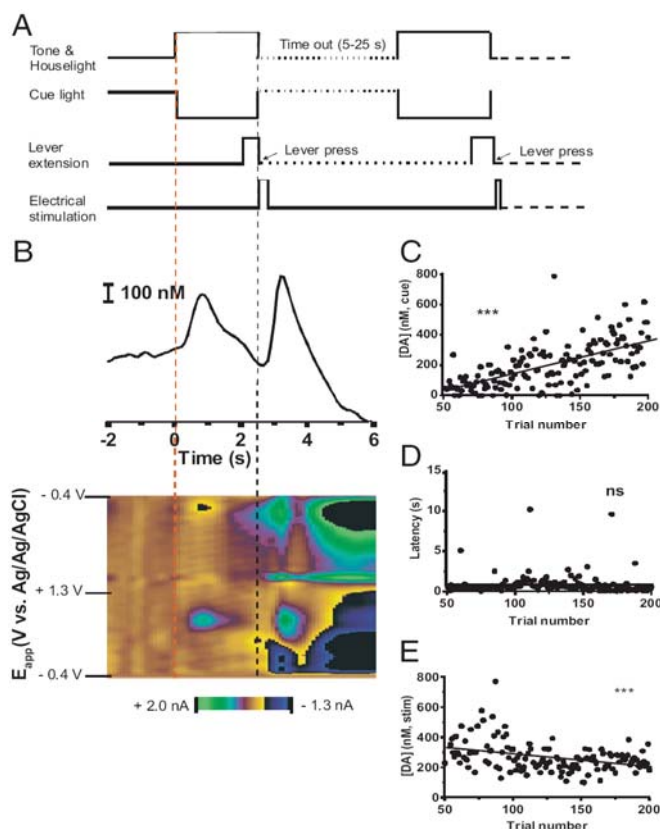 A
Tone & Houselight
Time out (5-25 s)
Cue light
Lever extension
Lever press
Lever press
Electrical stimulation
B
100 nM
-2 0 2 4 6
Time (s)
- 0.4 V
+ 1.3 V
- 0.4 V
E_app(V vs. Ag/Ag/AgCl)
+ 2.0 nA - 1.3 nA
C
800
600
400
200
0
[DA] (nM, cue)
***
50 100 150 200
Trial number
D
15
10
5
0
Latency (s)
ns
50 100 150 200
Trial number
E
800
600
400
200
0
[DA] (nM, stim)
***
50 100 150 200
Trial number